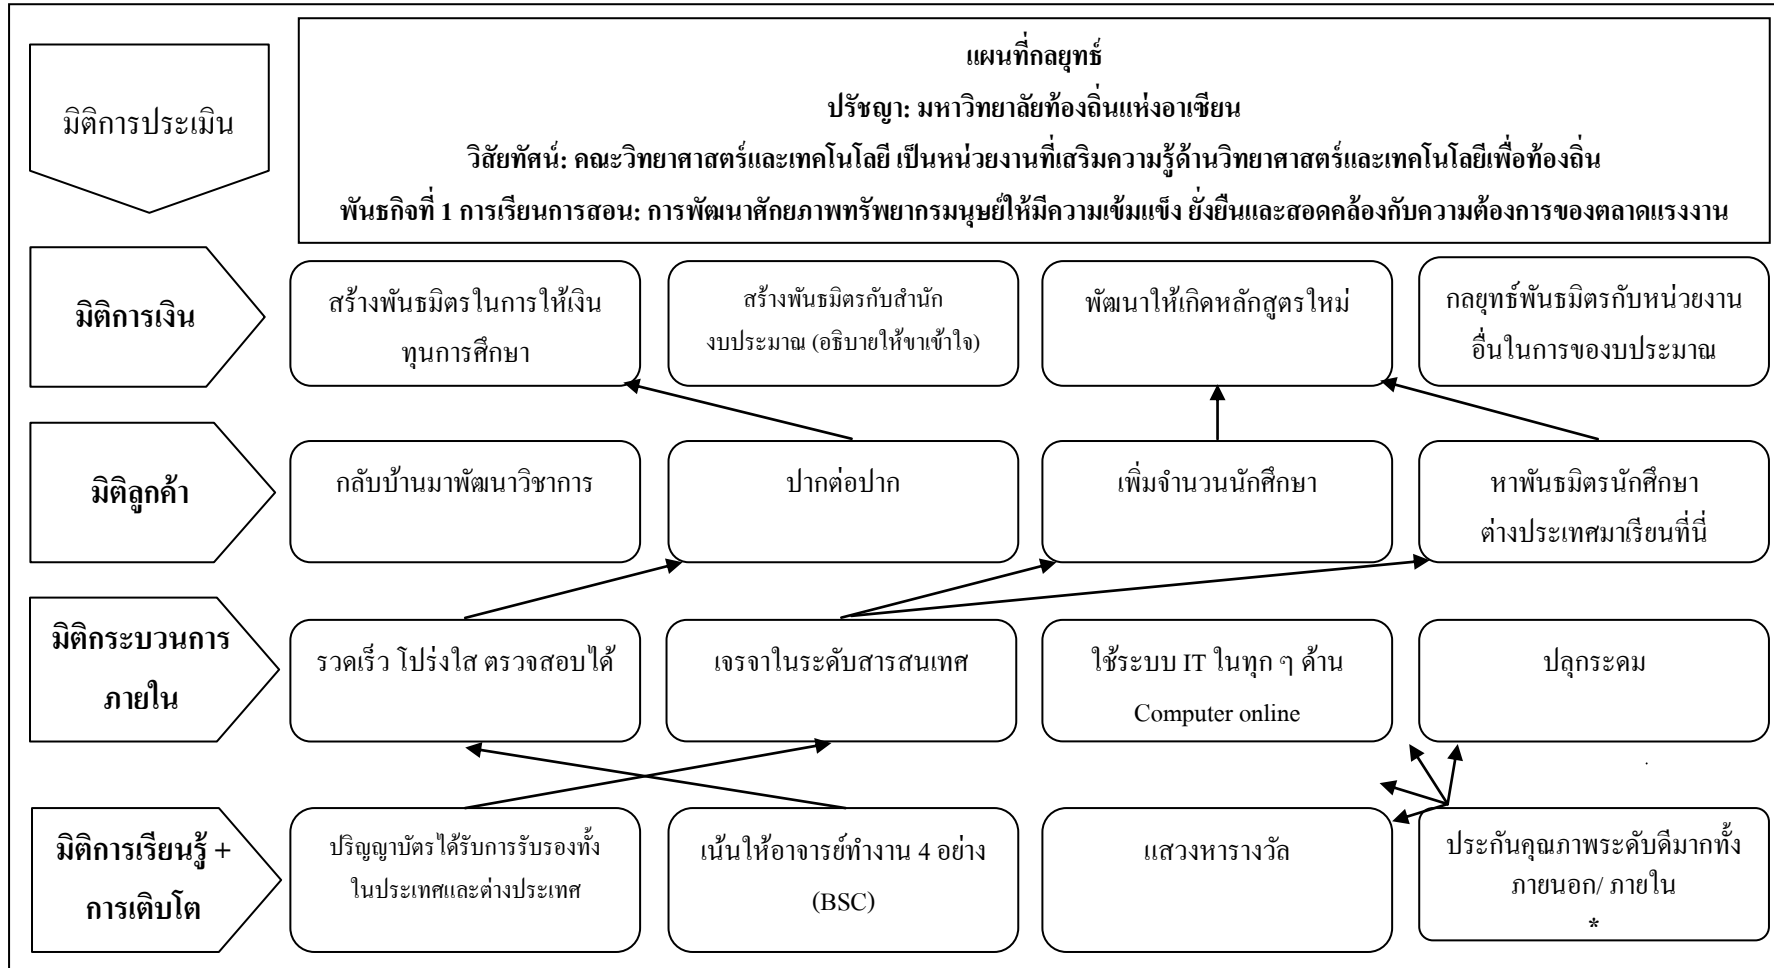 แผนที่กลยุทธ์
มิติการประเมิน
ปรัชญา: มหาวิทยาลัยท้องถิ่นแห่งอาเซียน
วิสัยทัศน์: คณะวิทยาศาสตร์และเทคโนโลยี เป็นหน่วยงานที่เสริมความรู้ด้านวิทยาศาสตร์และเทคโนโลยีเพื่อท้องถิ่น
พันธกิจที่ 1 การเรียนการสอน: การพัฒนาศักยภาพทรัพยากรมนุษย์ให้มีความเข้มแข็ง ยั่งยืนและสอดคล้องกับความต้องการของตลาดแรงงาน
มิติการเงิน
สร้างพันธมิตรในการให้เงิน
ทุนการศึกษา
สร้างพันธมิตรกับสำนัก
งบประมาณ (อธิบายให้ขาเข้าใจ)
พัฒนาให้เกิดหลักสูตรใหม่
กลยุทธ์พันธมิตรกับหน่วยงาน
อื่นในการของบประมาณ
มิติลูกค้า
กลับบ้านมาพัฒนาวิชาการ
ปากต่อปาก
เพิ่มจำนวนนักศึกษา
หาพันธมิตรนักศึกษา
ต่างประเทศมาเรียนที่นี่
มิติกระบวนการ
ภายใน
รวดเร็ว โปร่งใส ตรวจสอบได้
เจรจาในระดับสารสนเทศ
ใช้ระบบ IT ในทุก ๆ ด้าน
Computer online
ปลุกระดม
มิติการเรียนรู้ +
การเติบโต
ปริญญาบัตรได้รับการรับรองทั้ง
ในประเทศและต่างประเทศ
เน้นให้อาจารย์ทำงาน 4 อย่าง
(BSC)
แสวงหารางวัล
ประกันคุณภาพระดับดีมากทั้ง
ภายนอก/ ภายใน
*